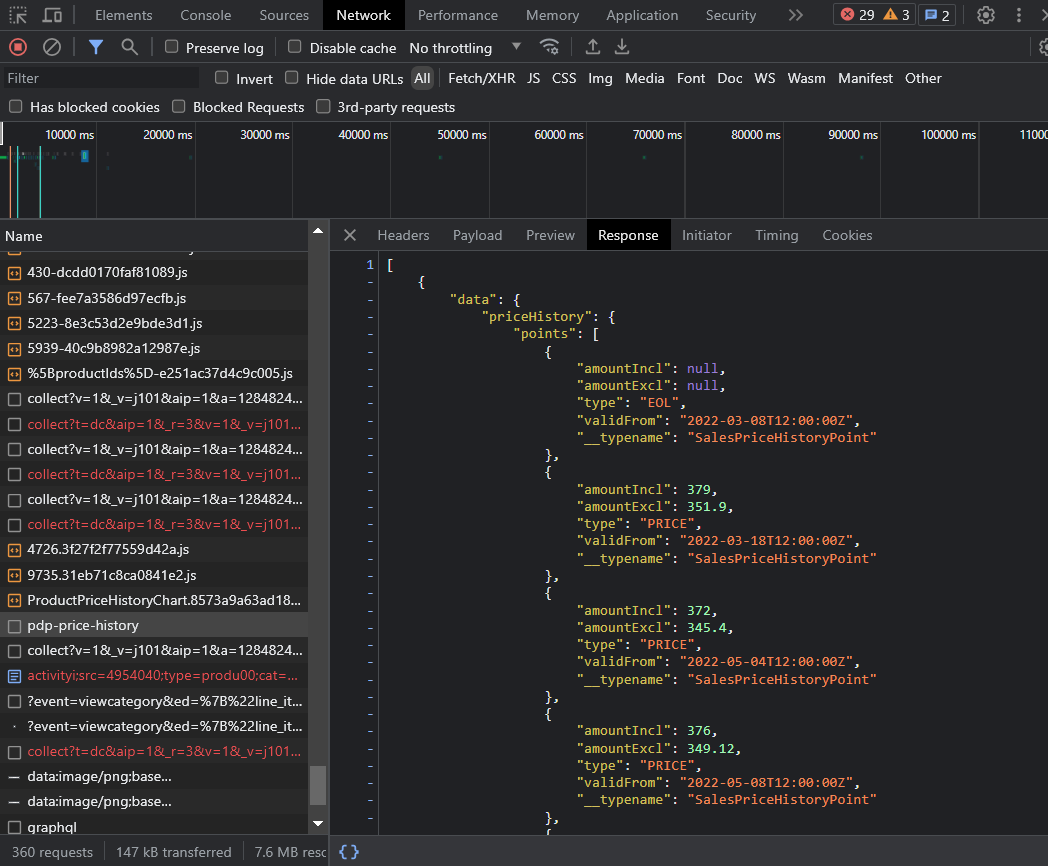 Elements Console Sources Network Performance Memory Application Security 29 3 2
Preserve log Disable cache No throttling
Filter Invert Hide data URLs All Fetch/XHR JS CSS Img Media Font Doc WS Wasm Manifest Other
Has blocked cookies Blocked Requests 3rd-party requests
10000 ms 20000 ms 30000 ms 40000 ms 50000 ms 60000 ms 70000 ms 80000 ms 90000 ms 100000 ms 11000
Name
430-dcdd0170faf81089.js
567-fee7a3586d97ecfb.js
5223-8e3c53d2e9bde3d1.js
5939-40c9b8982a12987e.js
%5BproductIds%5D-e251ac37d4c9c005.js
collect?v=1&_v=j101&aip=1&a=1284824...
collect?t=dc&aip=1&_r=3&v=1&_v=j101...
collect?v=1&_v=j101&aip=1&a=1284824...
collect?t=dc&aip=1&_r=3&v=1&_v=j101...
collect?v=1&_v=j101&aip=1&a=1284824...
collect?t=dc&aip=1&_r=3&v=1&_v=j101...
4726.3f27f2f77559d42a.js
9735.31eb71c8ca0841e2.js
ProductPriceHistoryChart.8573a9a63ad18...
pdp-price-history
collect?v=1&_v=j101&aip=1&a=1284824...
activityi;src=4954040;type=produ00;cat=...
?event=viewcategory&ed=%7B%22line_it...
?event=viewcategory&ed=%7B%22line_it...
collect?t=dc&aip=1&_r=3&v=1&_v=j101...
data:image/png;base...
data:image/png;base...
graphql
360 requests 147 kB transferred 7.6 MB resc
Headers Payload Preview Response Initiator Timing Cookies
1 [
- {
- "data": {
- "priceHistory": {
- "points": [
- {
- "amountIncl": null,
- "amountExcl": null,
- "type": "EOL",
- "validFrom": "2022-03-08T12:00:00Z",
- "__typename": "SalesPriceHistoryPoint"
- },
- {
- "amountIncl": 379,
- "amountExcl": 351.9,
- "type": "PRICE",
- "validFrom": "2022-03-18T12:00:00Z",
- "__typename": "SalesPriceHistoryPoint"
- },
- {
- "amountIncl": 372,
- "amountExcl": 345.4,
- "type": "PRICE",
- "validFrom": "2022-05-04T12:00:00Z",
- "__typename": "SalesPriceHistoryPoint"
- },
- {
- "amountIncl": 376,
- "amountExcl": 349.12,
- "type": "PRICE",
- "validFrom": "2022-05-08T12:00:00Z",
- "__typename": "SalesPriceHistoryPoint"
- },
- {
{}